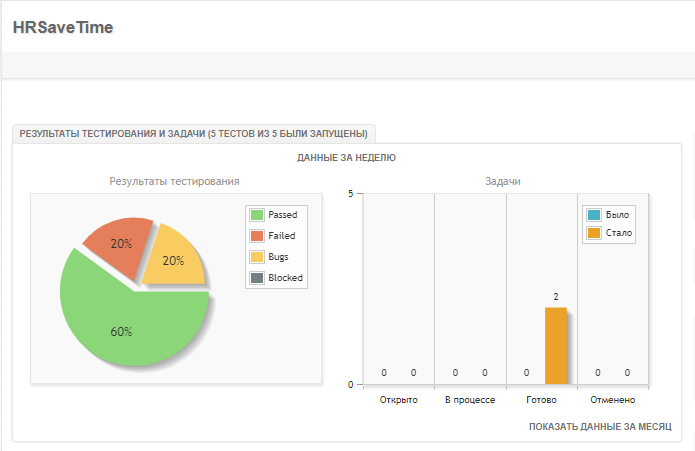 HRSaveTime
РЕЗУЛЬТАТЫ ТЕСТИРОВАНИЯ И ЗАДАЧИ (5 ТЕСТОВ ИЗ 5 БЫЛИ ЗАПУЩЕНЫ)
ДАННЫЕ ЗА НЕДЕЛЮ
Результаты тестирования
20%
20%
60%
Passed
Failed
Bugs
Blocked
Задачи
5
0
Было
Стало
2
0 0 0 0 0 0 0
Открыто В процессе Готово Отменено
ПОКАЗАТЬ ДАННЫЕ ЗА МЕСЯЦ